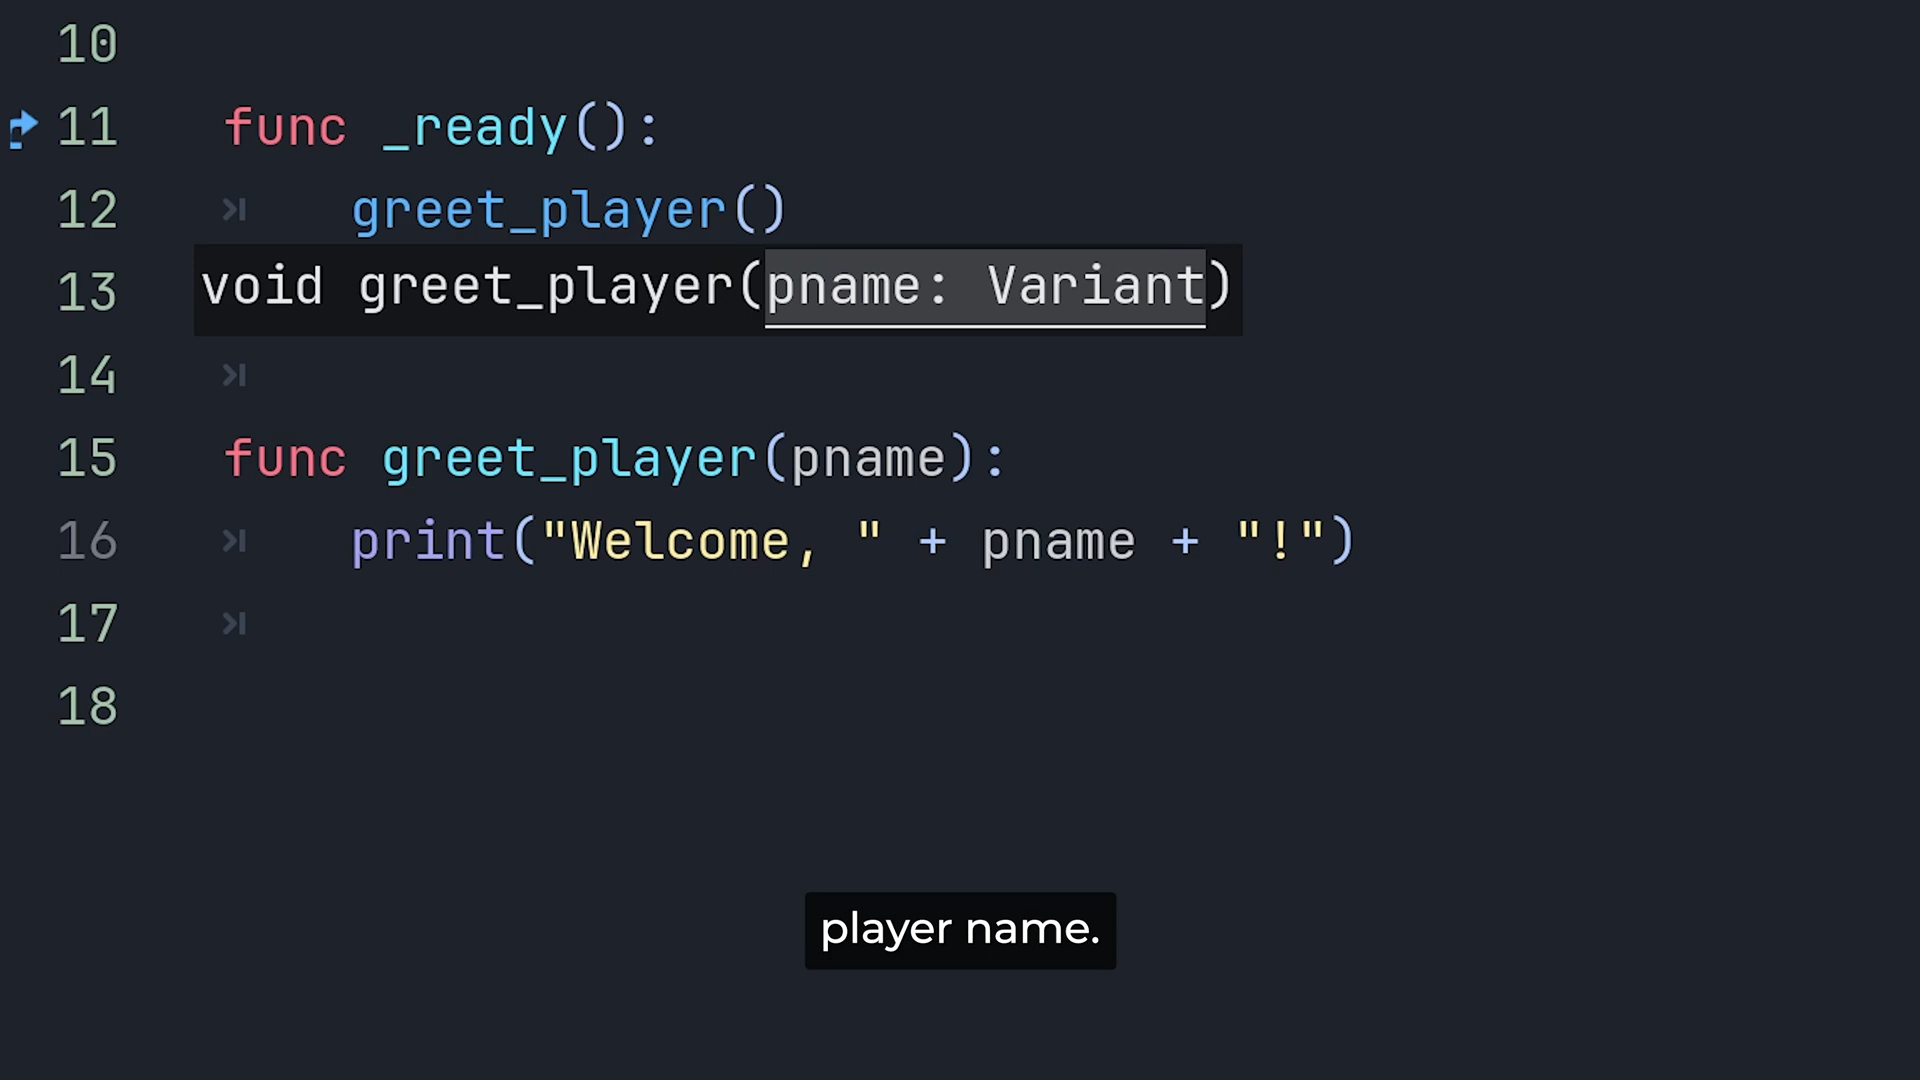 10
11 func _ready():
12 greet_player()
13 void greet_player(pname: Variant)
14
15 func greet_player(pname):
16 print("Welcome, " + pname + "!")
17
18
player name.